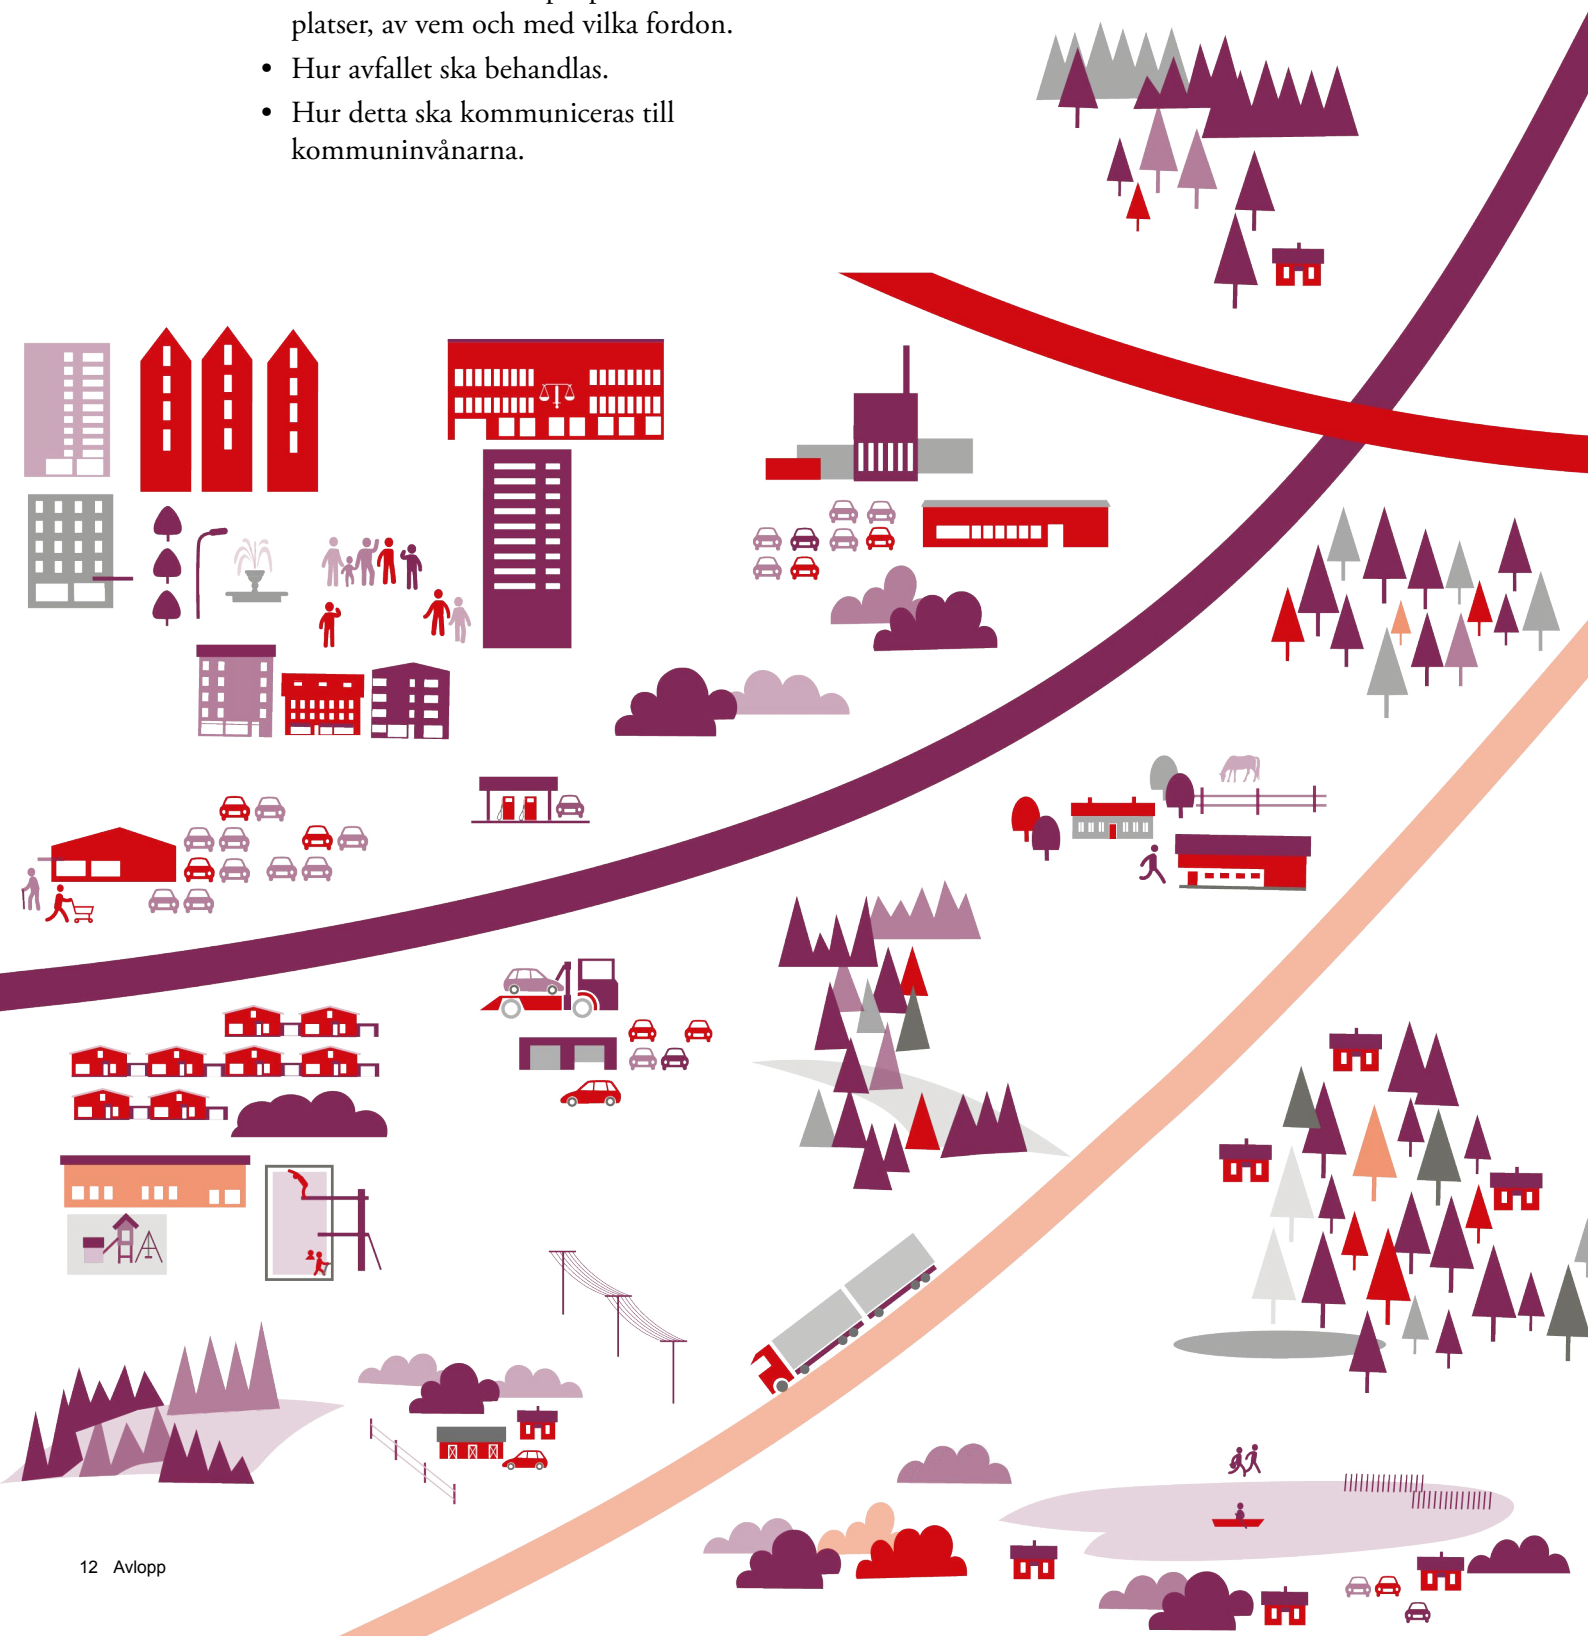 platser, av vem och med vilka fordon.
• Hur avfallet ska behandlas.
• Hur detta ska kommuniceras till
kommuninvånarna.
12 Avlopp